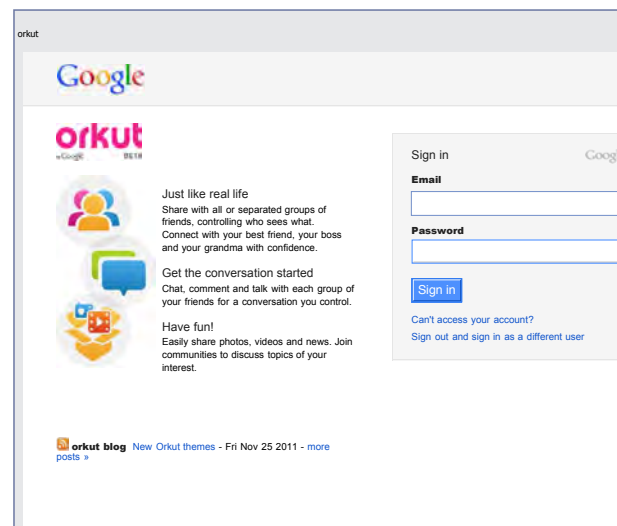 orkut
Google
orkut
by Google BETA
Just like real life
Share with all or separated groups of
friends, controlling who sees what.
Connect with your best friend, your boss
and your grandma with confidence.
Get the conversation started
Chat, comment and talk with each group of
your friends for a conversation you control.
Have fun!
Easily share photos, videos and news. Join
communities to discuss topics of your
interest.
orkut blog New Orkut themes - Fri Nov 25 2011 - more
posts »
Sign in Googl
Email
Password
Sign in
Can't access your account?
Sign out and sign in as a different user